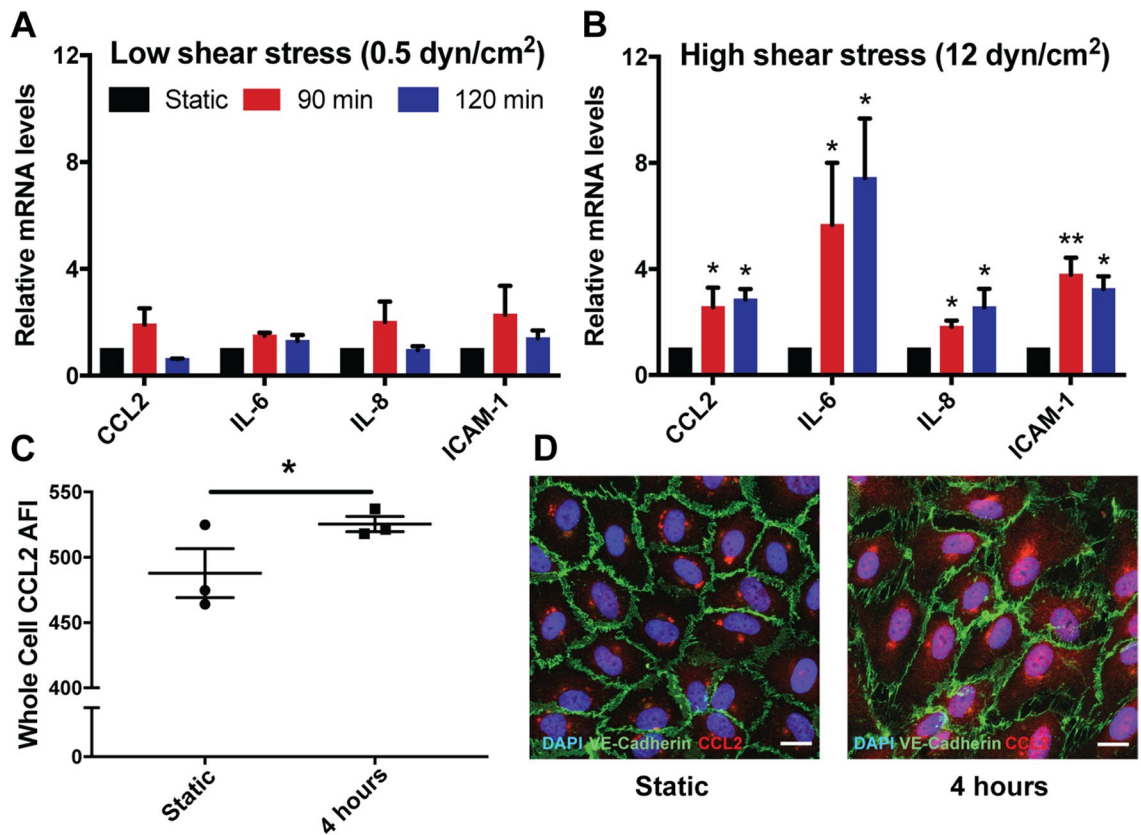 A
Low shear stress (0.5 dyn/cm²)
Static 90 min 120 min
Relative mRNA levels
12
8
4
0
CCL2 IL-6 IL-8 ICAM-1
B
High shear stress (12 dyn/cm²)
Relative mRNA levels
12
8
4
0
* * * * * * ** *
CCL2 IL-6 IL-8 ICAM-1
C
*
Whole Cell CCL2 AFI
550
500
450
400
0
Static 4 hours
D
DAPI VE-Cadherin CCL2
Static
DAPI VE-Cadherin CCL2
4 hours